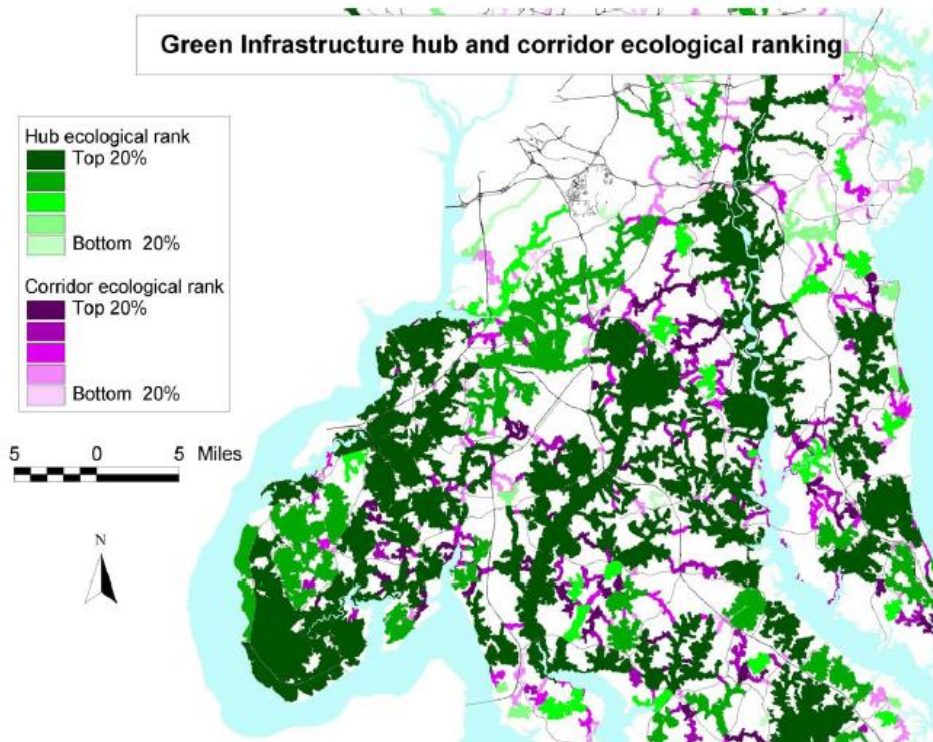 Green Infrastructure hub and corridor ecological ranking
Hub ecological rank
Top 20%
Bottom 20%
Corridor ecological rank
Top 20%
Bottom 20%
5 0 5 Miles
N